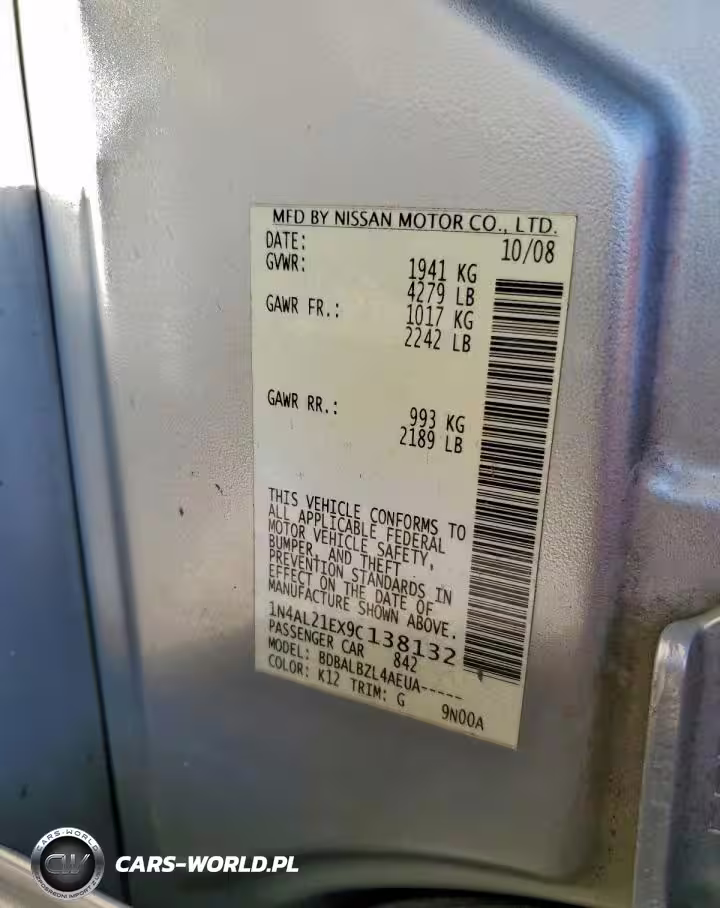 MFD BY NISSAN MOTOR CO., LTD.
DATE: 10/08
GVWR: 1941 KG
4279 LB
GAWR FR.: 1017 KG
2242 LB
GAWR RR.: 993 KG
2189 LB
THIS VEHICLE CONFORMS TO
ALL APPLICABLE FEDERAL
MOTOR VEHICLE SAFETY,
BUMPER, AND THEFT
PREVENTION STANDARDS IN
EFFECT ON THE DATE OF
MANUFACTURE SHOWN ABOVE.
1N4AL21EX9C138132
PASSENGER CAR 842
MODEL: BDBALBZL4AEUA-----
COLOR: K12 TRIM: G 9N00A
CARS-WORLD
CW
CARS-WORLD.PL